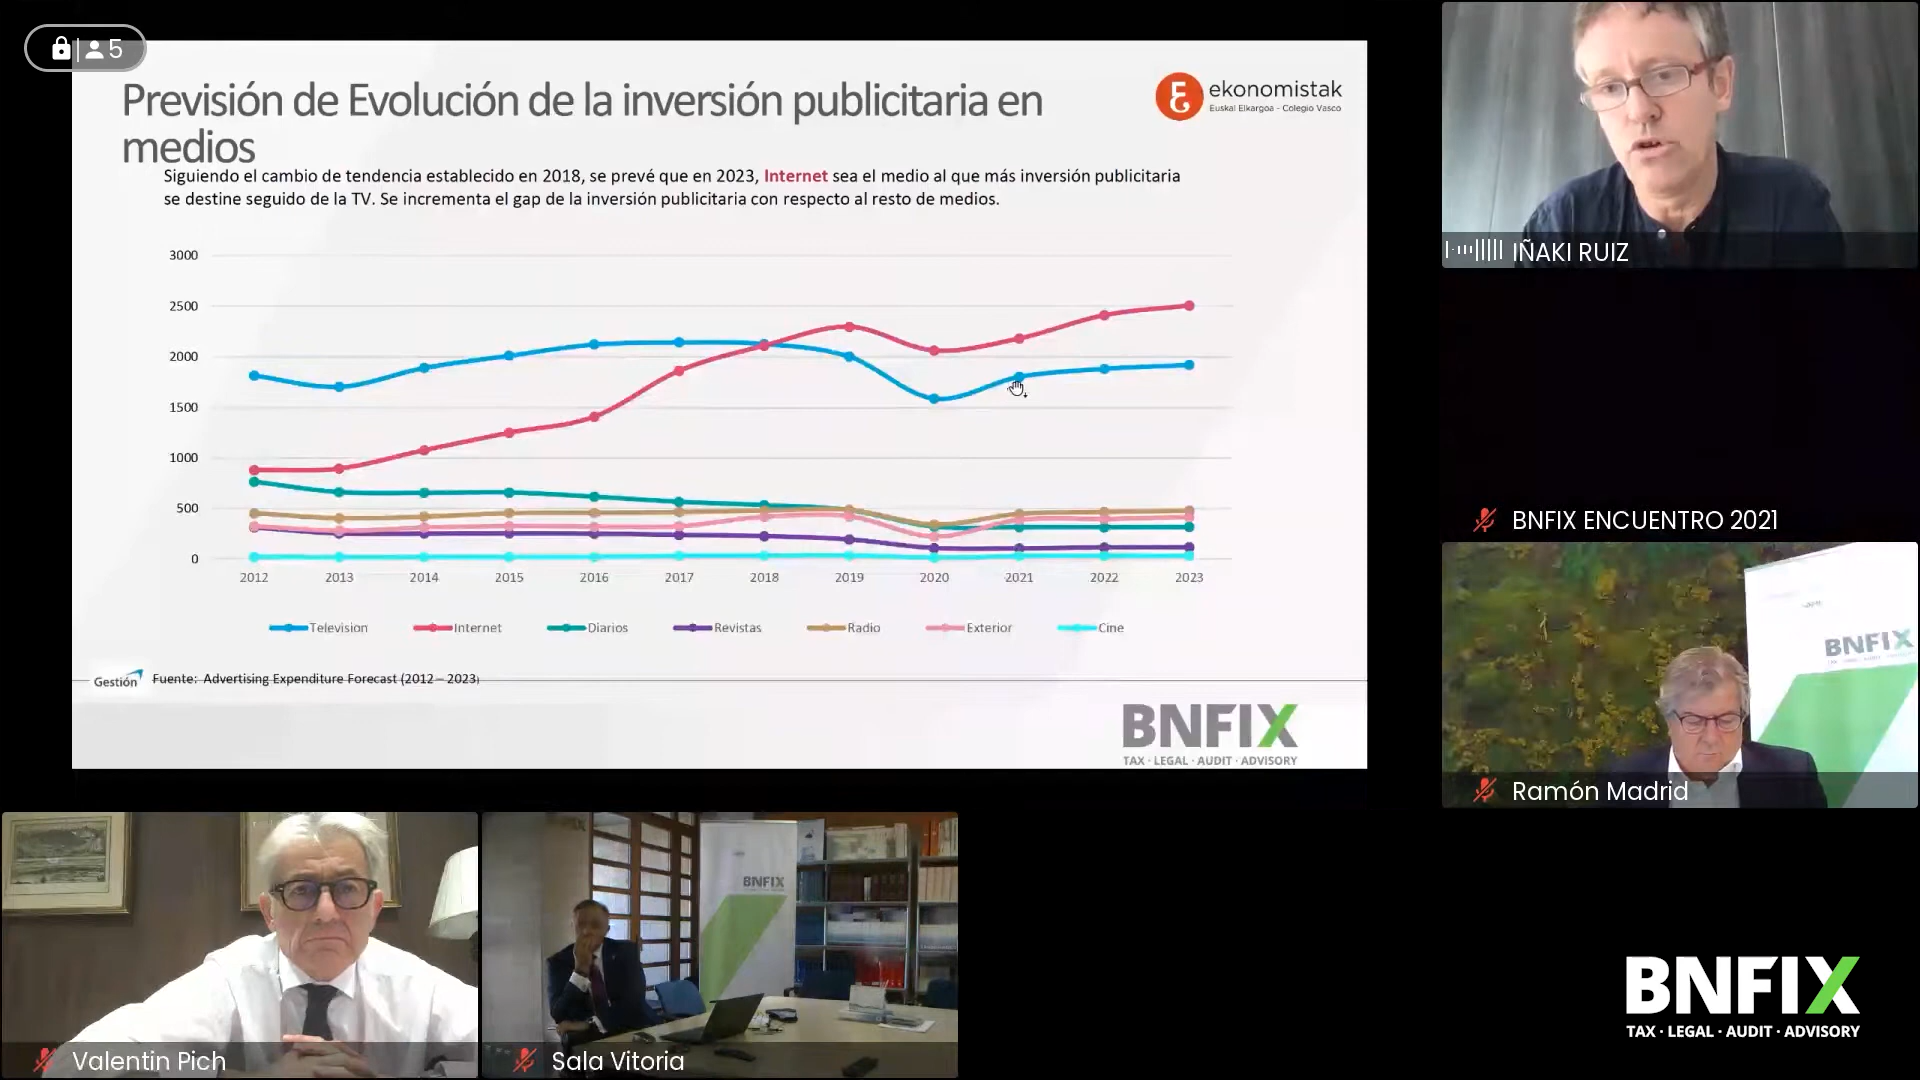 5
Previsión de Evolución de la inversión publicitaria en
medios
ekonomistak
Euskal Elkargoa - Colegio Vasco
Siguiendo el cambio de tendencia establecido en 2018, se prevé que en 2023, Internet sea el medio al que más inversión publicitaria
se destine seguido de la TV. Se incrementa el gap de la inversión publicitaria con respecto al resto de medios.
3000
2500
2000
1500
1000
500
0
2012 2013 2014 2015 2016 2017 2018 2019 2020 2021 2022 2023
Television Internet Diarios Revistas Radio Exterior Cine
Gestión Fuente: Advertising Expenditure Forecast (2012 – 2023)
BNFIX
TAX · LEGAL · AUDIT · ADVISORY
IÑAKI RUIZ
BNFIX ENCUENTRO 2021
BNFIX
Ramón Madrid
Valentin Pich
BNFIX
Sala Vitoria
BNFIX
TAX · LEGAL · AUDIT · ADVISORY